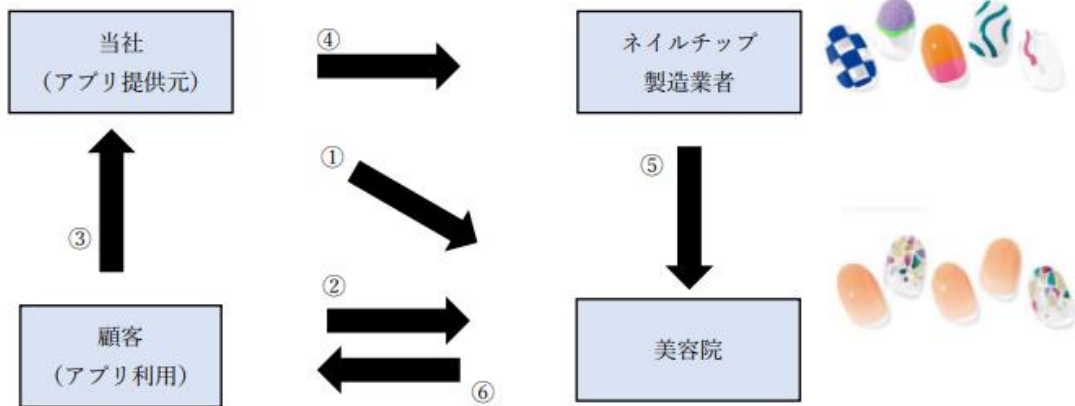 当社
(アプリ提供元)
④
ネイルチップ
製造業者
①
⑤
③
②
顧客
(アプリ利用)
美容院
⑥